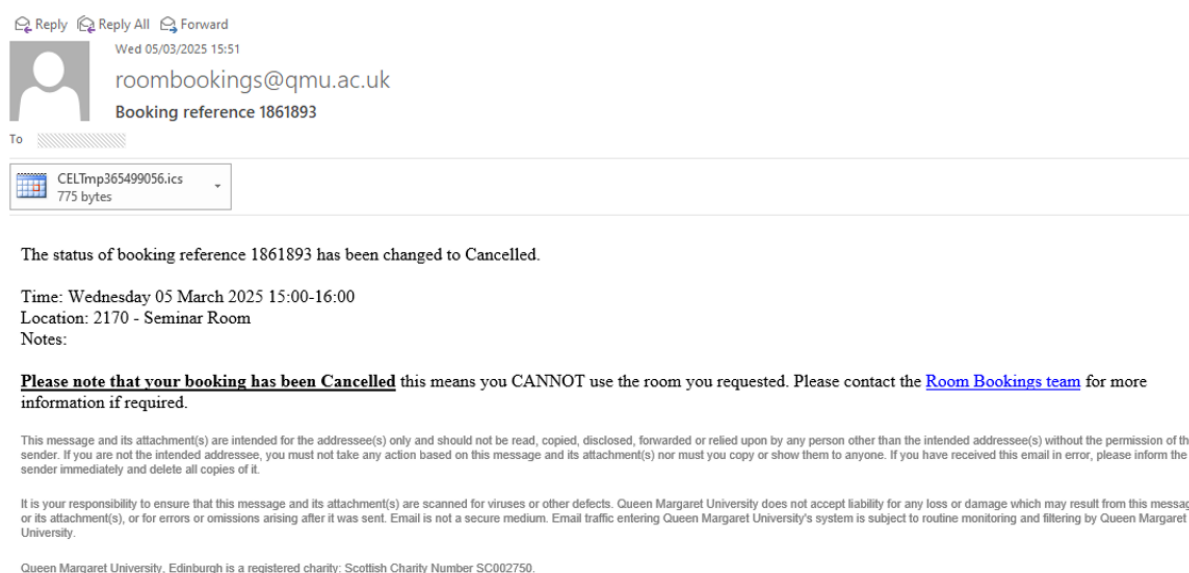 Reply Reply All Forward
Wed 05/03/2025 15:51
roombookings@qmu.ac.uk
Booking reference 1861893
To
CELTmp365499056.ics
775 bytes
The status of booking reference 1861893 has been changed to Cancelled.
Time: Wednesday 05 March 2025 15:00-16:00
Location: 2170 - Seminar Room
Notes:
Please note that your booking has been Cancelled this means you CANNOT use the room you requested. Please contact the Room Bookings team for more
information if required.
This message and its attachment(s) are intended for the addressee(s) only and should not be read, copied, disclosed, forwarded or relied upon by any person other than the intended addressee(s) without the permission of th
sender. If you are not the intended addressee, you must not take any action based on this message and its attachment(s) nor must you copy or show them to anyone. If you have received this email in error, please inform the
sender immediately and delete all copies of it.
It is your responsibility to ensure that this message and its attachment(s) are scanned for viruses or other defects. Queen Margaret University does not accept liability for any loss or damage which may result from this messag
or its attachment(s), or for errors or omissions arising after it was sent. Email is not a secure medium. Email traffic entering Queen Margaret University's system is subject to routine monitoring and filtering by Queen Margaret
University.
Queen Margaret University, Edinburgh is a registered charity: Scottish Charity Number SC002750.